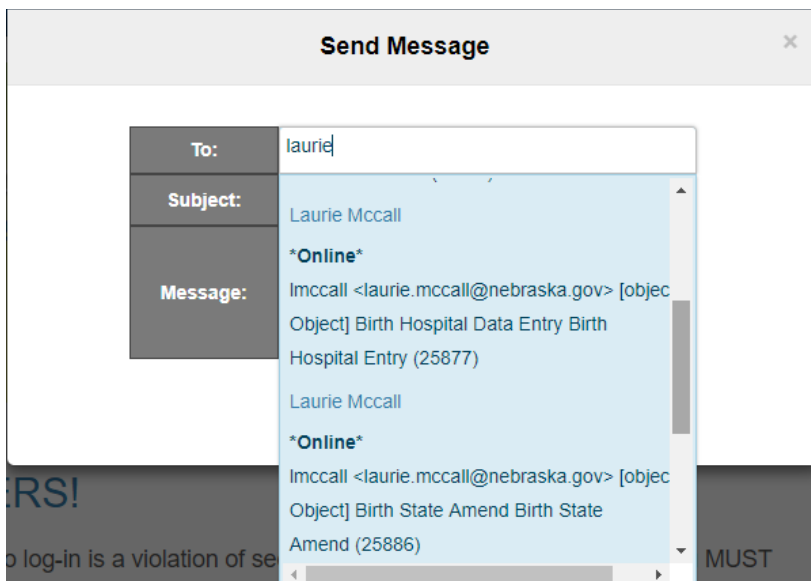 Send Message
×
To:
laurie
Subject:
Message:
Laurie Mccall
*Online*
lmccall <laurie.mccall@nebraska.gov> [objec
Object] Birth Hospital Data Entry Birth
Hospital Entry (25877)
Laurie Mccall
*Online*
lmccall <laurie.mccall@nebraska.gov> [objec
Object] Birth State Amend Birth State
Amend (25886)
ERS!
log-in is a violation of se MUST